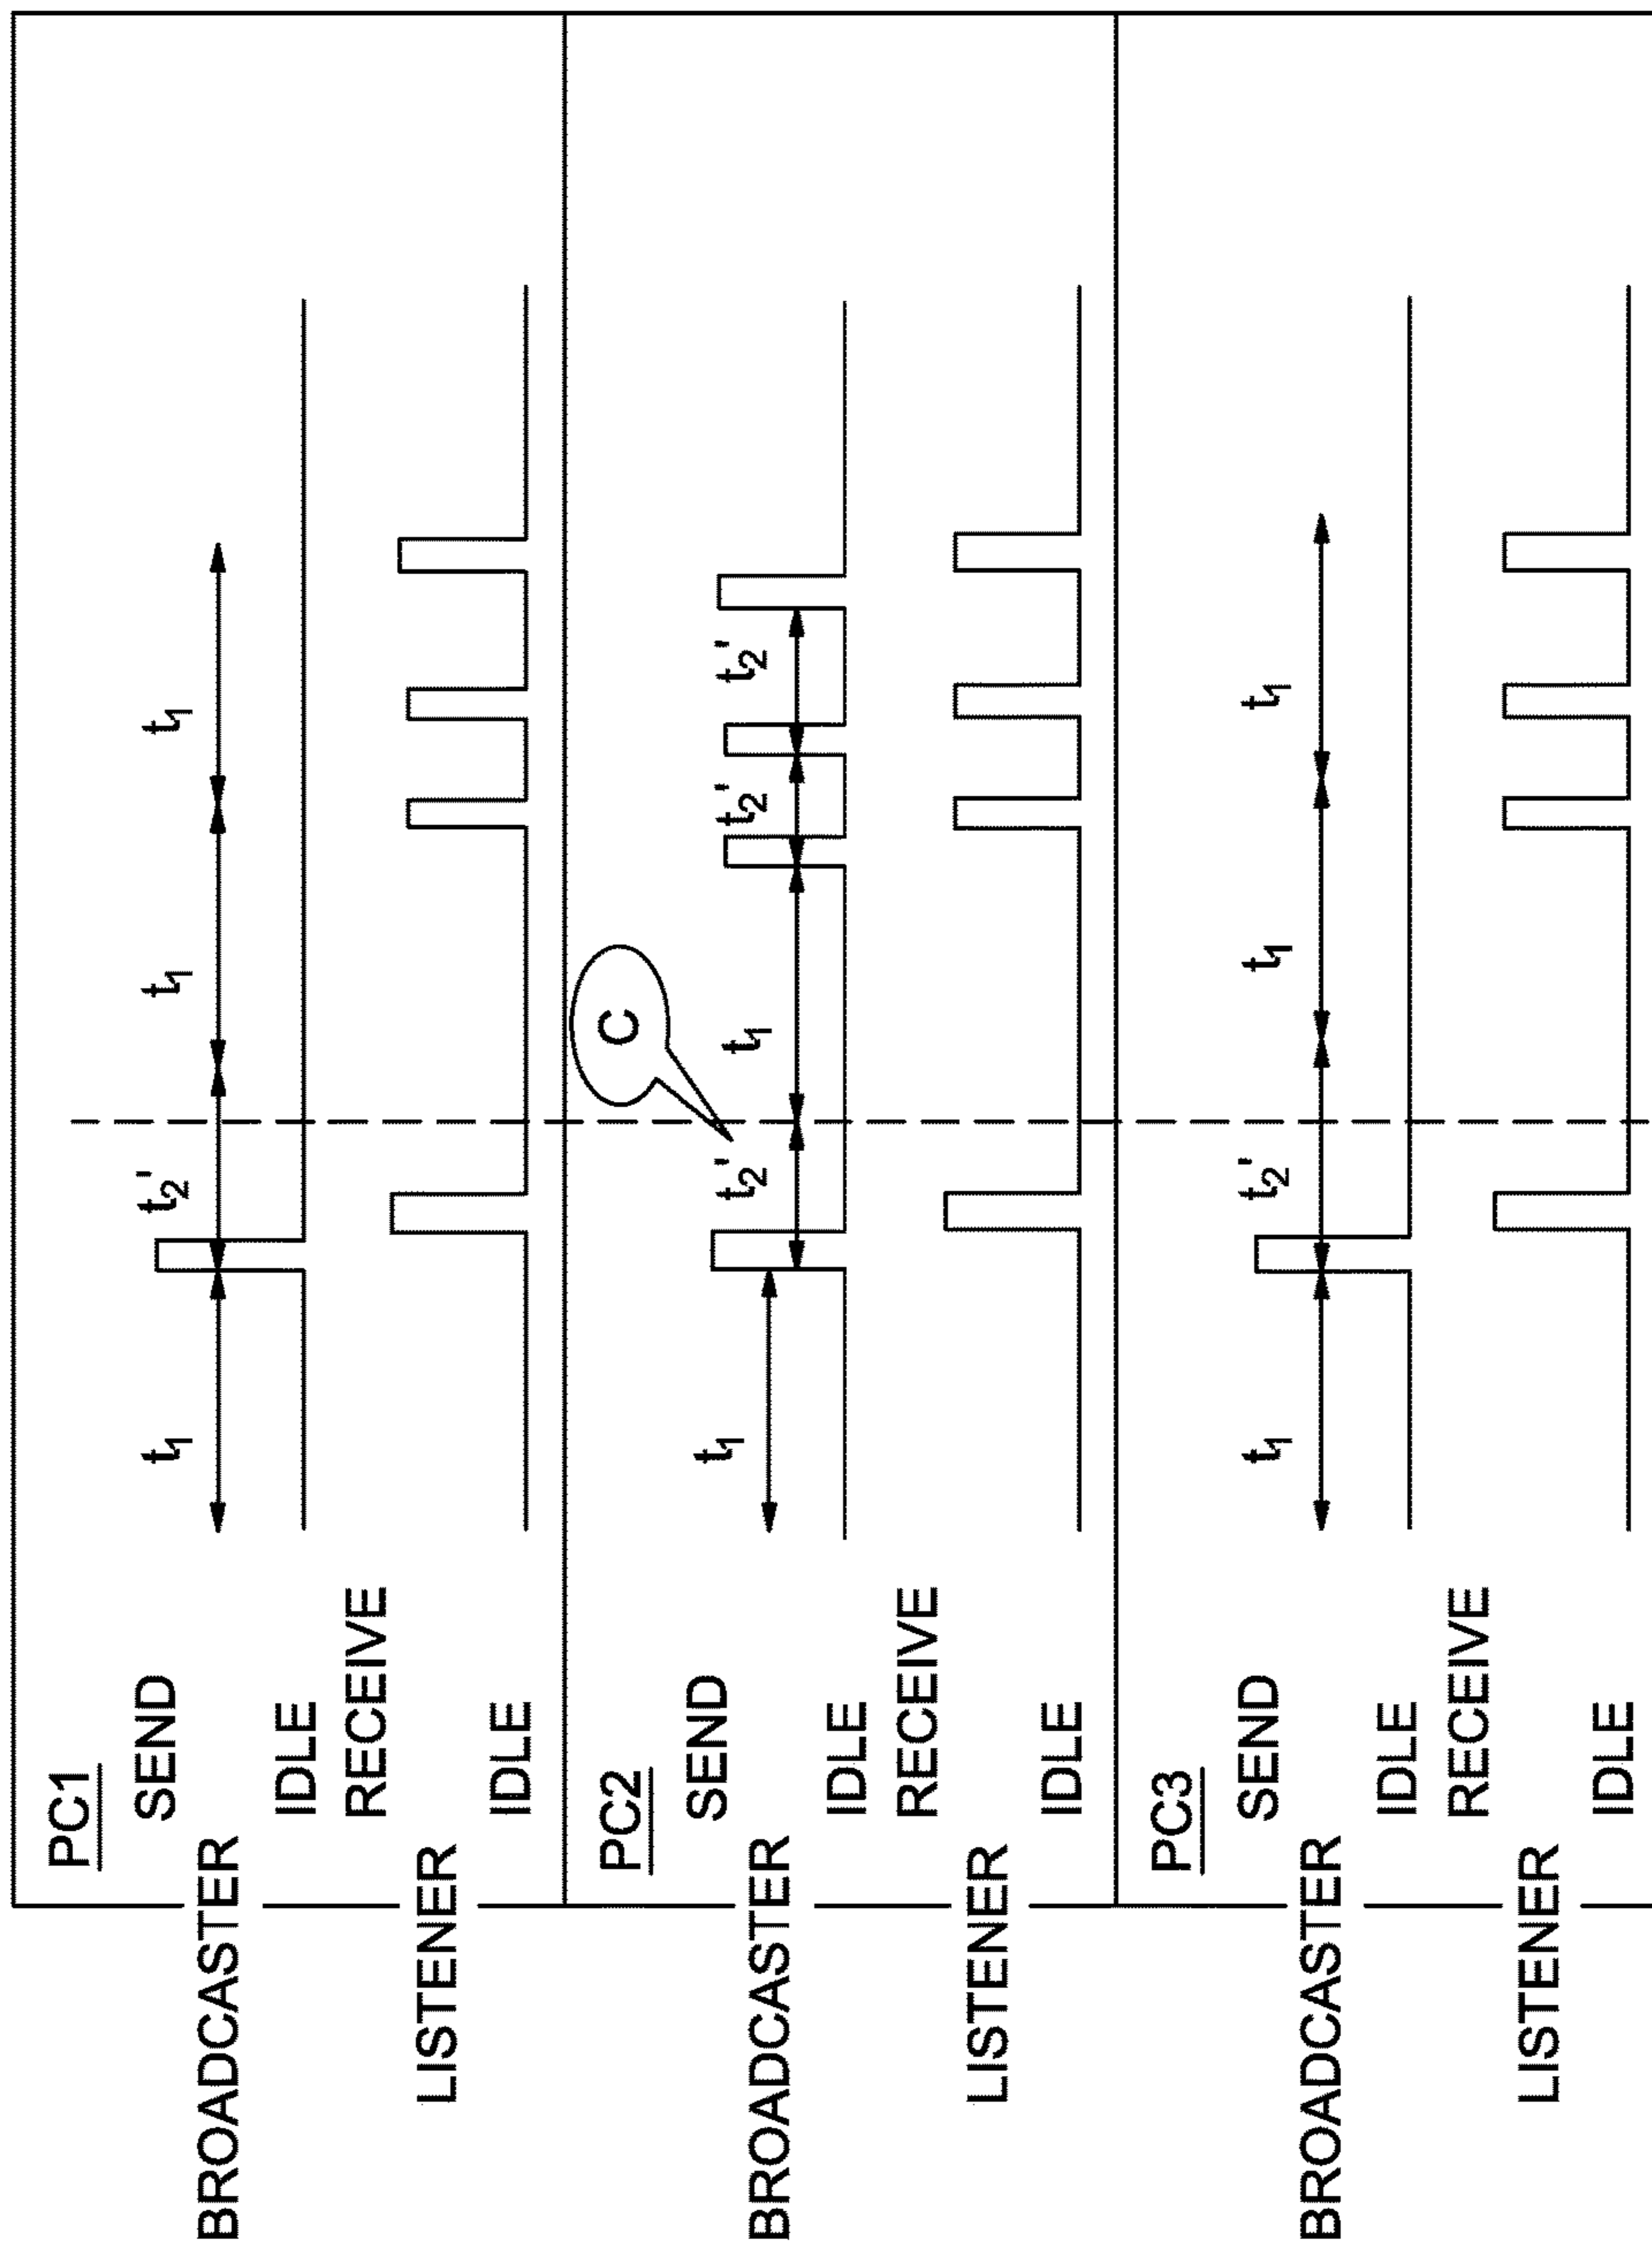 PC1
BROADCASTER
SEND
t1 t2' t1 t1
IDLE
LISTENER
RECEIVE
IDLE
C
PC2
BROADCASTER
SEND
t1 t2' t1 t2' t2'
IDLE
LISTENER
RECEIVE
IDLE
PC3
BROADCASTER
SEND
t1 t2' t1 t1
IDLE
LISTENER
RECEIVE
IDLE